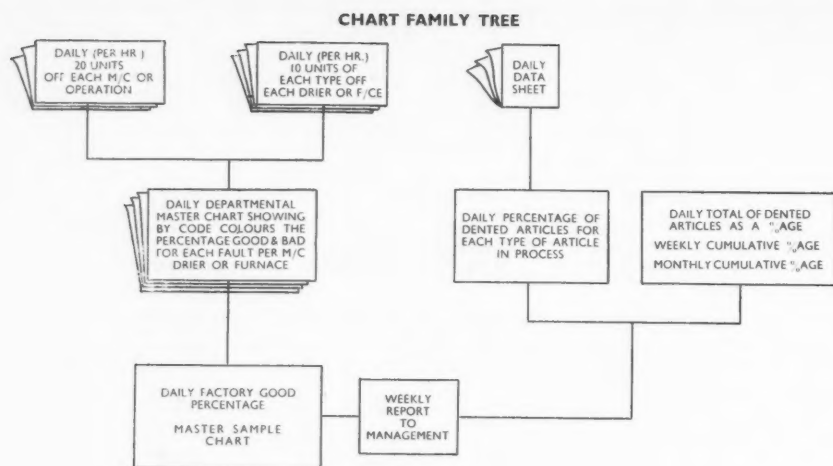 CHART FAMILY TREE
DAILY (PER HR.)
20 UNITS
OFF EACH M/C OR
OPERATION
DAILY (PER HR.)
10 UNITS OF
EACH TYPE OFF
EACH DRIER OR F/CE
DAILY
DATA
SHEET
DAILY DEPARTMENTAL
MASTER CHART SHOWING
BY CODE COLOURS THE
PERCENTAGE GOOD & BAD
FOR EACH FAULT PER M/C
DRIER OR FURNACE
DAILY PERCENTAGE OF
DENTED ARTICLES FOR
EACH TYPE OF ARTICLE
IN PROCESS
DAILY TOTAL OF DENTED
ARTICLES AS A %AGE
WEEKLY CUMULATIVE %AGE
MONTHLY CUMULATIVE %AGE
DAILY FACTORY GOOD
PERCENTAGE
MASTER SAMPLE
CHART
WEEKLY
REPORT
TO
MANAGEMENT